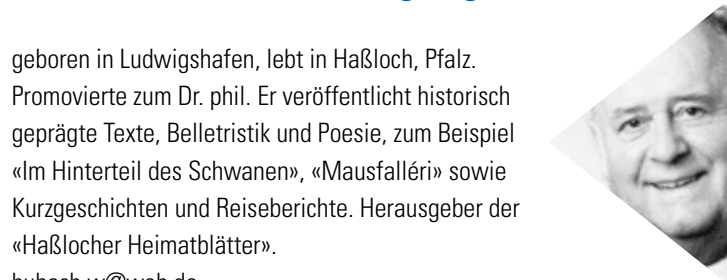 geboren in Ludwigshafen, lebt in Haßloch, Pfalz.
Promovierte zum Dr. phil. Er veröffentlicht historisch
geprägte Texte, Belletristik und Poesie, zum Beispiel
«Im Hinterteil des Schwanen», «Mausfalléri» sowie
Kurzgeschichten und Reiseberichte. Herausgeber der
«Haßlocher Heimatblätter».